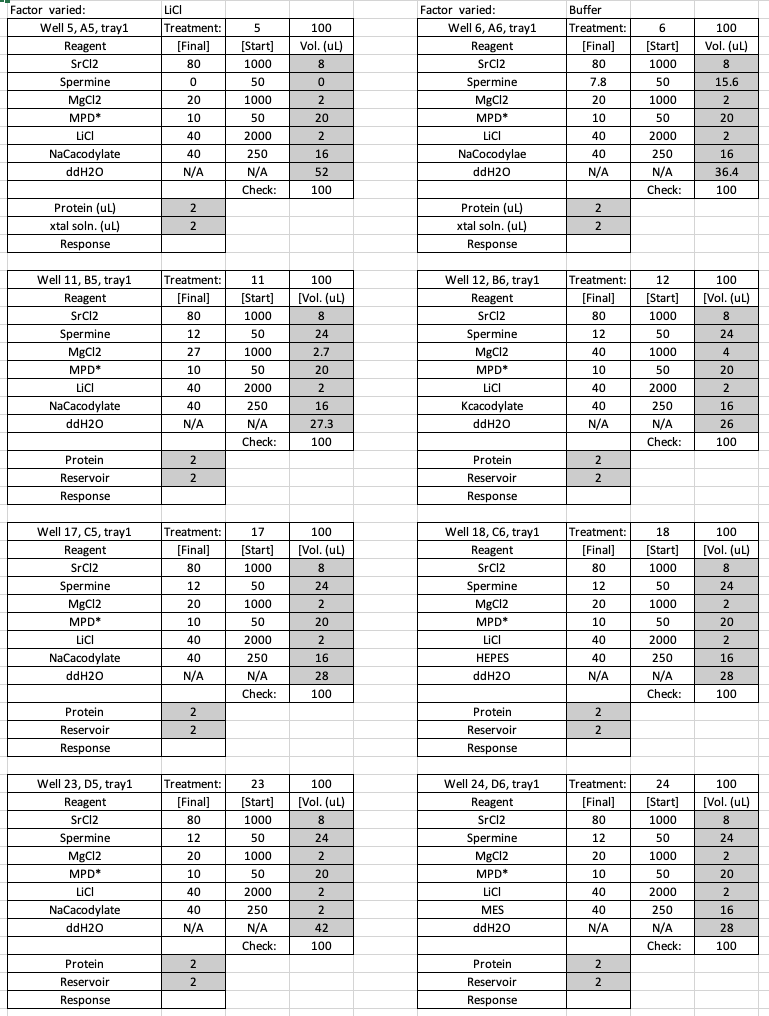 Factor varied: LiCl Factor varied: Buffer
Well 5, A5, tray1 Treatment: 5 100 Well 6, A6, tray1 Treatment: 6 100
Reagent [Final] [Start] Vol. (uL) Reagent [Final] [Start] Vol. (uL)
SrCl2 80 1000 8 SrCl2 80 1000 8
Spermine 0 50 0 Spermine 7.8 50 15.6
MgCl2 20 1000 2 MgCl2 20 1000 2
MPD* 10 50 20 MPD* 10 50 20
LiCl 40 2000 2 LiCl 40 2000 2
NaCacodylate 40 250 16 NaCocodylae 40 250 16
ddH2O N/A N/A 52 ddH2O N/A N/A 36.4
Check: 100 Check: 100
Protein (uL) 2 Protein (uL) 2
xtal soln. (uL) 2 xtal soln. (uL) 2
Response Response
Well 11, B5, tray1 Treatment: 11 100 Well 12, B6, tray1 Treatment: 12 100
Reagent [Final] [Start] [Vol. (uL) Reagent [Final] [Start] [Vol. (uL)
SrCl2 80 1000 8 SrCl2 80 1000 8
Spermine 12 50 24 Spermine 12 50 24
MgCl2 27 1000 2.7 MgCl2 40 1000 4
MPD* 10 50 20 MPD* 10 50 20
LiCl 40 2000 2 LiCl 40 2000 2
NaCacodylate 40 250 16 Kcacodylate 40 250 16
ddH2O N/A N/A 27.3 ddH2O N/A N/A 26
Check: 100 Check: 100
Protein 2 Protein 2
Reservoir 2 Reservoir 2
Response Response
Well 17, C5, tray1 Treatment: 17 100 Well 18, C6, tray1 Treatment: 18 100
Reagent [Final] [Start] [Vol. (uL) Reagent [Final] [Start] [Vol. (uL)
SrCl2 80 1000 8 SrCl2 80 1000 8
Spermine 12 50 24 Spermine 12 50 24
MgCl2 20 1000 2 MgCl2 20 1000 2
MPD* 10 50 20 MPD* 10 50 20
LiCl 40 2000 2 LiCl 40 2000 2
NaCacodylate 40 250 16 HEPES 40 250 16
ddH2O N/A N/A 28 ddH2O N/A N/A 28
Check: 100 Check: 100
Protein 2 Protein 2
Reservoir 2 Reservoir 2
Response Response
Well 23, D5, tray1 Treatment: 23 100 Well 24, D6, tray1 Treatment: 24 100
Reagent [Final] [Start] [Vol. (uL) Reagent [Final] [Start] [Vol. (uL)
SrCl2 80 1000 8 SrCl2 80 1000 8
Spermine 12 50 24 Spermine 12 50 24
MgCl2 20 1000 2 MgCl2 20 1000 2
MPD* 10 50 20 MPD* 10 50 20
LiCl 40 2000 2 LiCl 40 2000 2
NaCacodylate 40 250 2 MES 40 250 16
ddH2O N/A N/A 42 ddH2O N/A N/A 28
Check: 100 Check: 100
Protein 2 Protein 2
Reservoir 2 Reservoir 2
Response Response